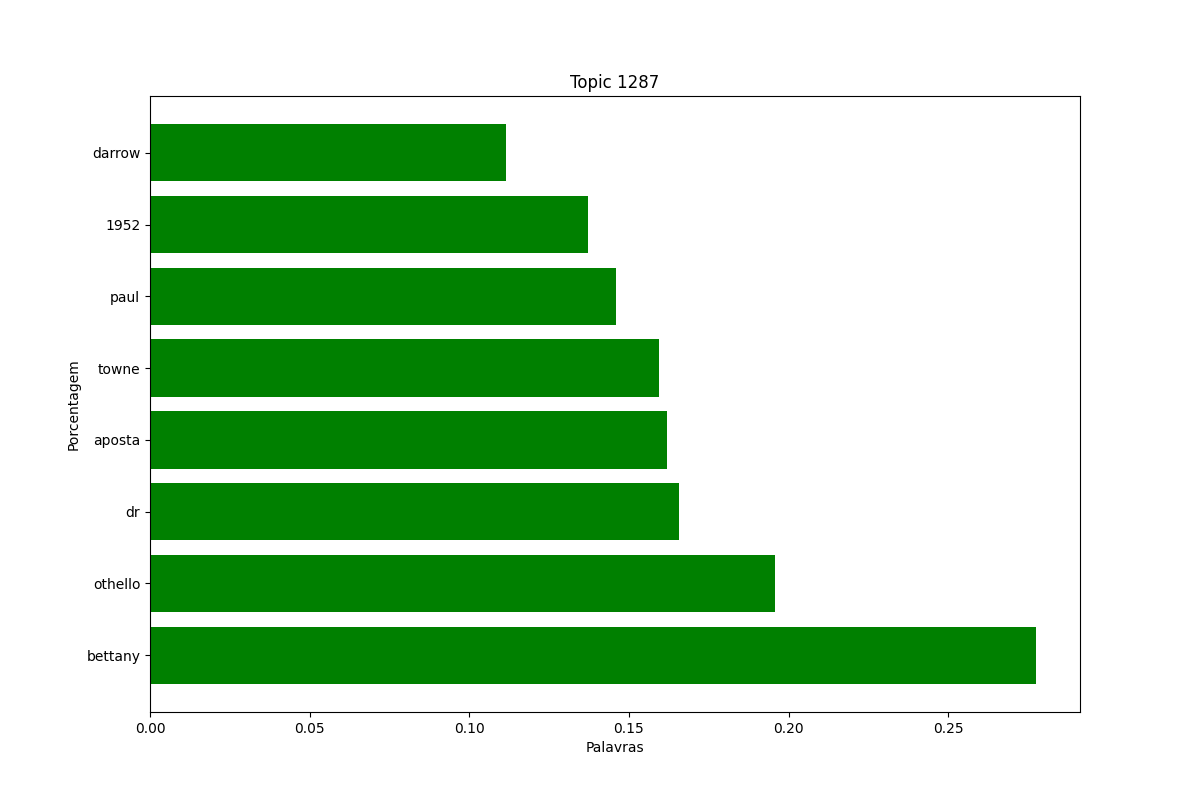 Topic 1287
darrow
1952
paul
towne
aposta
dr
othello
bettany
Porcentagem
0.00 0.05 0.10 0.15 0.20 0.25
Palavras